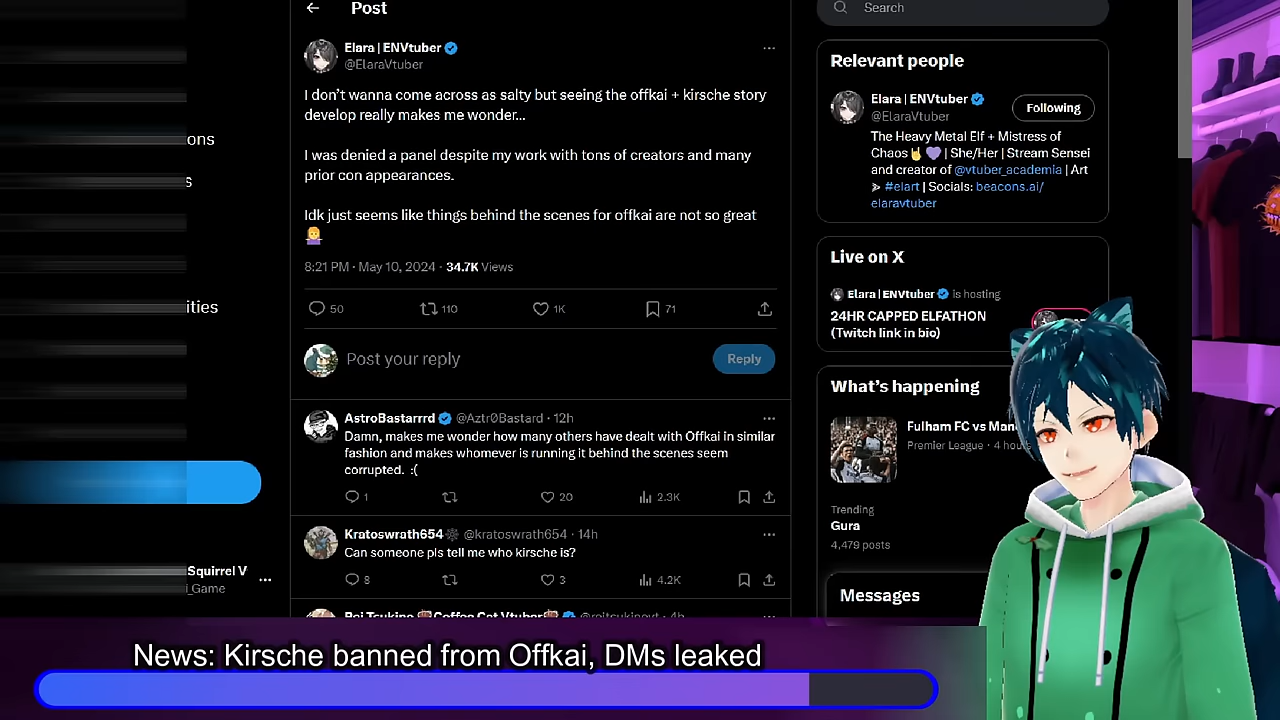 Post
Search
Elara | ENVtuber
@ElaraVtuber
I don't wanna come across as salty but seeing the offkai + kirsche story
develop really makes me wonder...
I was denied a panel despite my work with tons of creators and many
prior con appearances.
Idk just seems like things behind the scenes for offkai are not so great
🤷‍♀️
8:21 PM · May 10, 2024 · 34.7K Views
50 110 1K 71
Post your reply
Reply
AstroBastarrrd @Aztr0Bastard · 12h
Damn, makes me wonder how many others have dealt with Offkai in similar
fashion and makes whomever is running it behind the scenes seem
corrupted. :(
1 20 2.3K
Kratoswrath654 @kratoswrath654 · 14h
Can someone pls tell me who kirsche is?
8 3 4.2K
Relevant people
Elara | ENVtuber
@ElaraVtuber
Following
The Heavy Metal Elf + Mistress of
Chaos🤘💜 | She/Her | Stream Sensei
and creator of @vtuber_academia | Art
⪢ #elart | Socials: beacons.ai/
elaravtuber
Live on X
Elara | ENVtuber is hosting
24HR CAPPED ELFATHON
(Twitch link in bio)
What's happening
Fulham FC vs Man
Premier League · 4 hours
Trending
Gura
4,479 posts
Messages
ons
s
ities
Squirrel V
i_Game
News: Kirsche banned from Offkai, DMs leaked